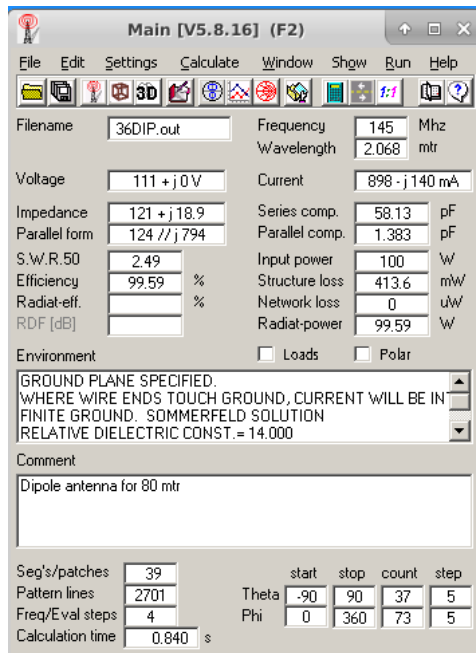 Main [V5.8.16] (F2)
File Edit Settings Calculate Window Show Run Help
3D 1:1
Filename 36DIP.out Frequency 145 Mhz
Wavelength 2.068 mtr
Voltage 111 + j 0 V Current 898 - j 140 mA
Impedance 121 + j 18.9 Series comp. 58.13 pF
Parallel form 124 // j 794 Parallel comp. 1.383 pF
S.W.R.50 2.49 Input power 100 W
Efficiency 99.59 % Structure loss 413.6 mW
Radiat-eff. % Network loss 0 uW
RDF [dB] Radiat-power 99.59 W
Environment Loads Polar
GROUND PLANE SPECIFIED.
WHERE WIRE ENDS TOUCH GROUND, CURRENT WILL BE INT
FINITE GROUND. SOMMERFELD SOLUTION
RELATIVE DIELECTRIC CONST.= 14.000
Comment
Dipole antenna for 80 mtr
Seg's/patches 39 start stop count step
Pattern lines 2701 Theta -90 90 37 5
Freq/Eval steps 4 Phi 0 360 73 5
Calculation time 0.840 s